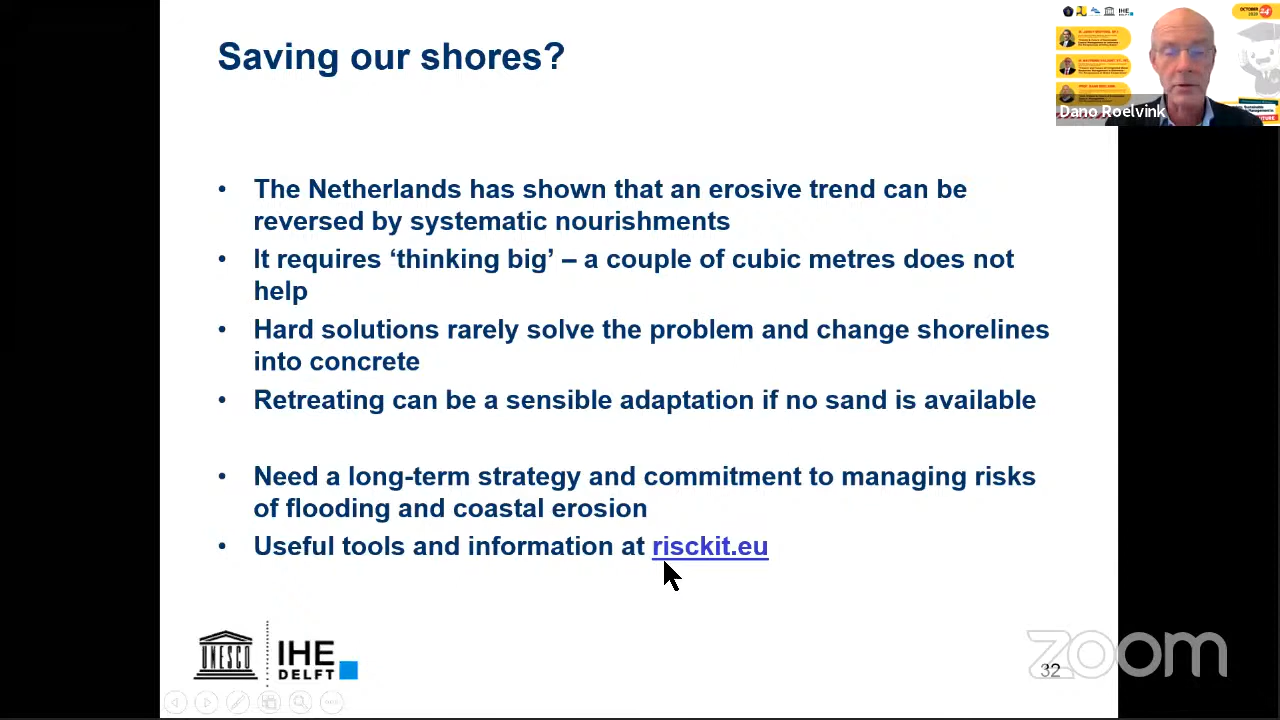 Saving our shores?
OCTOBER
24
IHE
Dano Roelvink
• The Netherlands has shown that an erosive trend can be
reversed by systematic nourishments
• It requires ‘thinking big’ – a couple of cubic metres does not
help
• Hard solutions rarely solve the problem and change shorelines
into concrete
• Retreating can be a sensible adaptation if no sand is available
• Need a long-term strategy and commitment to managing risks
of flooding and coastal erosion
• Useful tools and information at risckit.eu
UNESCO
IHE
DELFT
32
zoom